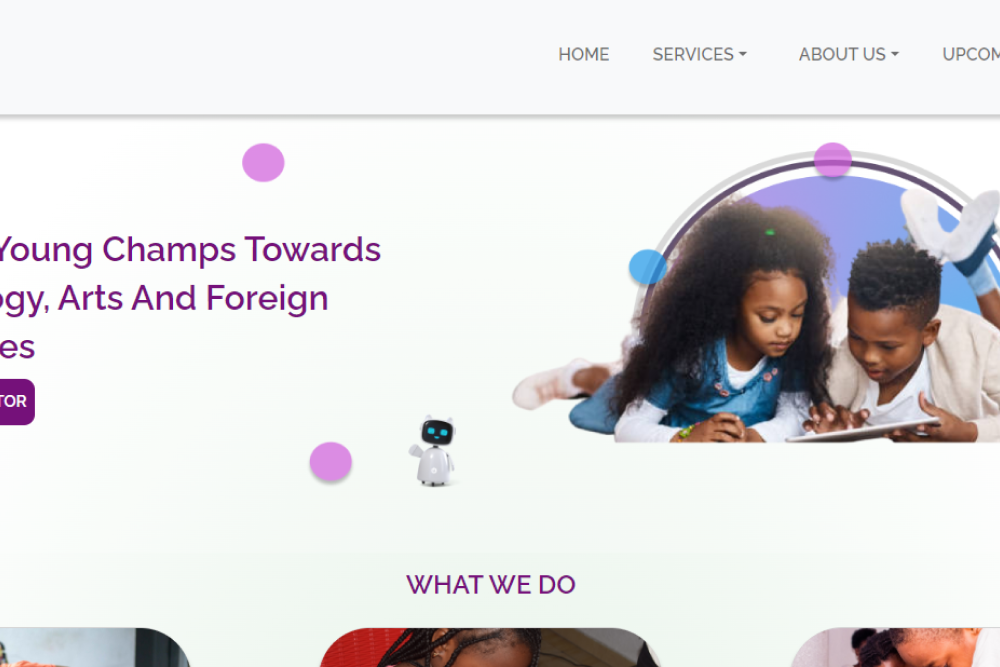 HOME SERVICES ABOUT US UPCOM
Young Champs Towards
ogy, Arts And Foreign
es
TOR
WHAT WE DO